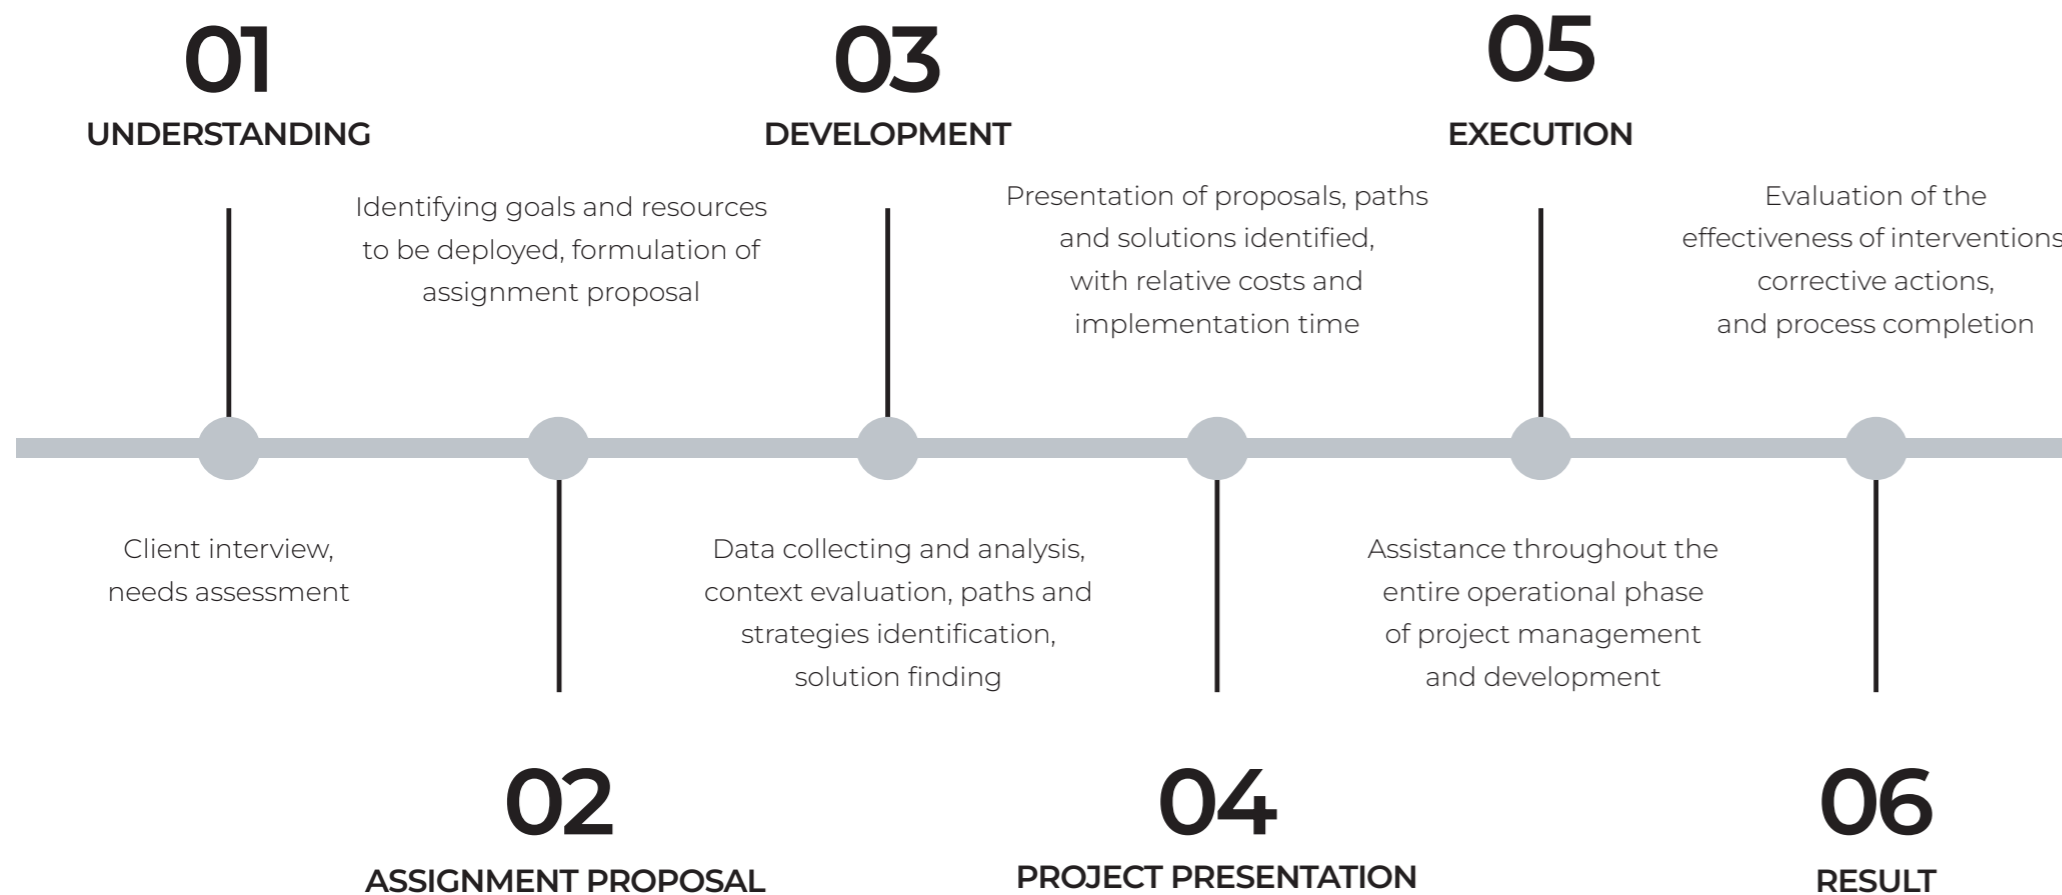 01
UNDERSTANDING
Client interview,
needs assessment
02
ASSIGNMENT PROPOSAL
Identifying goals and resources
to be deployed, formulation of
assignment proposal
03
DEVELOPMENT
Data collecting and analysis,
context evaluation, paths and
strategies identification,
solution finding
04
PROJECT PRESENTATION
Presentation of proposals, paths
and solutions identified,
with relative costs and
implementation time
05
EXECUTION
Assistance throughout the
entire operational phase
of project management
and development
06
RESULT
Evaluation of the
effectiveness of interventions
corrective actions,
and process completion